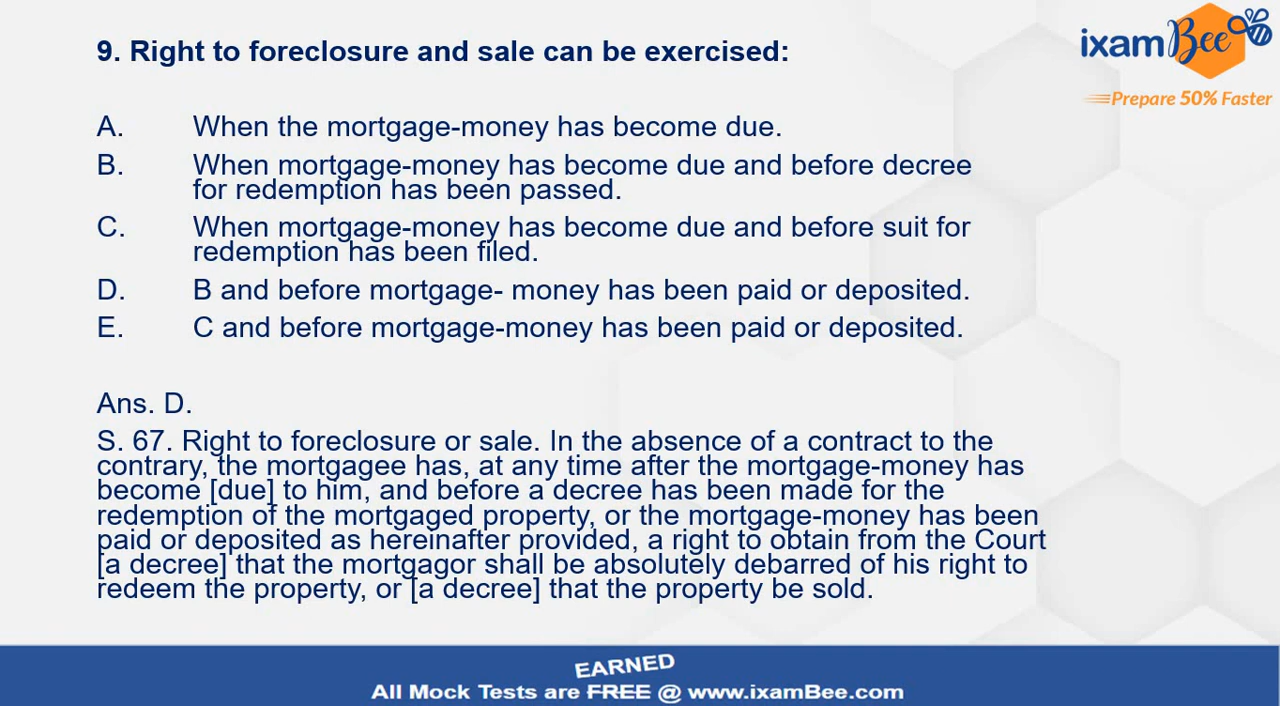 ixamBee
Prepare 50% Faster
9. Right to foreclosure and sale can be exercised:
A. When the mortgage-money has become due.
B. When mortgage-money has become due and before decree
for redemption has been passed.
C. When mortgage-money has become due and before suit for
redemption has been filed.
D. B and before mortgage- money has been paid or deposited.
E. C and before mortgage-money has been paid or deposited.
Ans. D.
S. 67. Right to foreclosure or sale. In the absence of a contract to the
contrary, the mortgagee has, at any time after the mortgage-money has
become [due] to him, and before a decree has been made for the
redemption of the mortgaged property, or the mortgage-money has been
paid or deposited as hereinafter provided, a right to obtain from the Court
[a decree] that the mortgagor shall be absolutely debarred of his right to
redeem the property, or [a decree] that the property be sold.
EARNED
All Mock Tests are FREE @ www.ixamBee.com